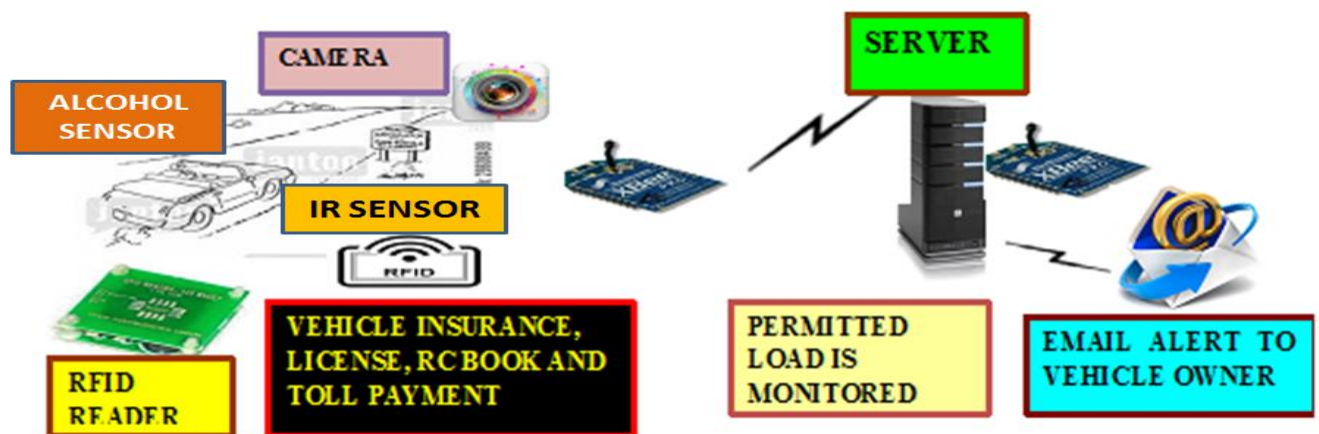 CAMERA
SERVER
ALCOHOL
SENSOR
IR SENSOR
RFID
VEHICLE INSURANCE,
LICENSE, RC BOOK AND
TOLL PAYMENT
PERMITTED
LOAD IS
MONITORED
EMAIL ALERT TO
VEHICLE OWNER
RFID
READER